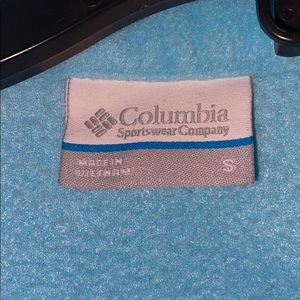 Columbia
Sportswear Company
MADE IN
VIETNAM
S